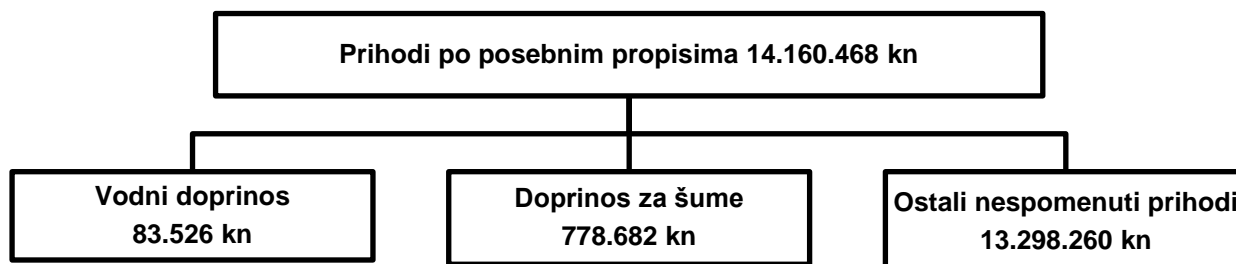 Prihodi po posebnim propisima 14.160.468 kn
Vodni doprinos
83.526 kn
Doprinos za šume
778.682 kn
Ostali nespomenuti prihodi
13.298.260 kn